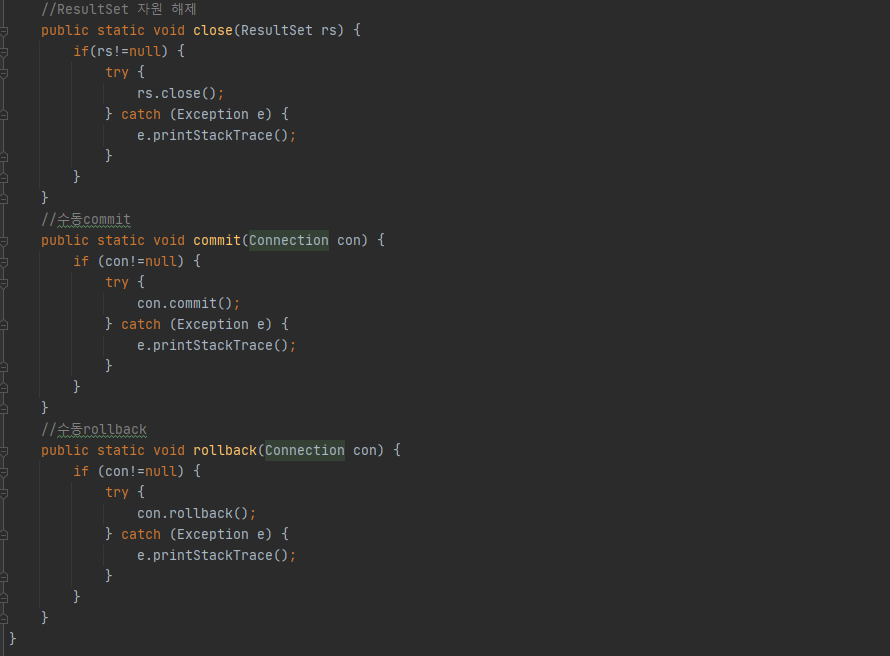 //ResultSet 자원 해제
public static void close(ResultSet rs) {
if(rs!=null) {
try {
rs.close();
} catch (Exception e) {
e.printStackTrace();
}
}
}
//수동commit
public static void commit(Connection con) {
if (con!=null) {
try {
con.commit();
} catch (Exception e) {
e.printStackTrace();
}
}
}
//수동rollback
public static void rollback(Connection con) {
if (con!=null) {
try {
con.rollback();
} catch (Exception e) {
e.printStackTrace();
}
}
}
}